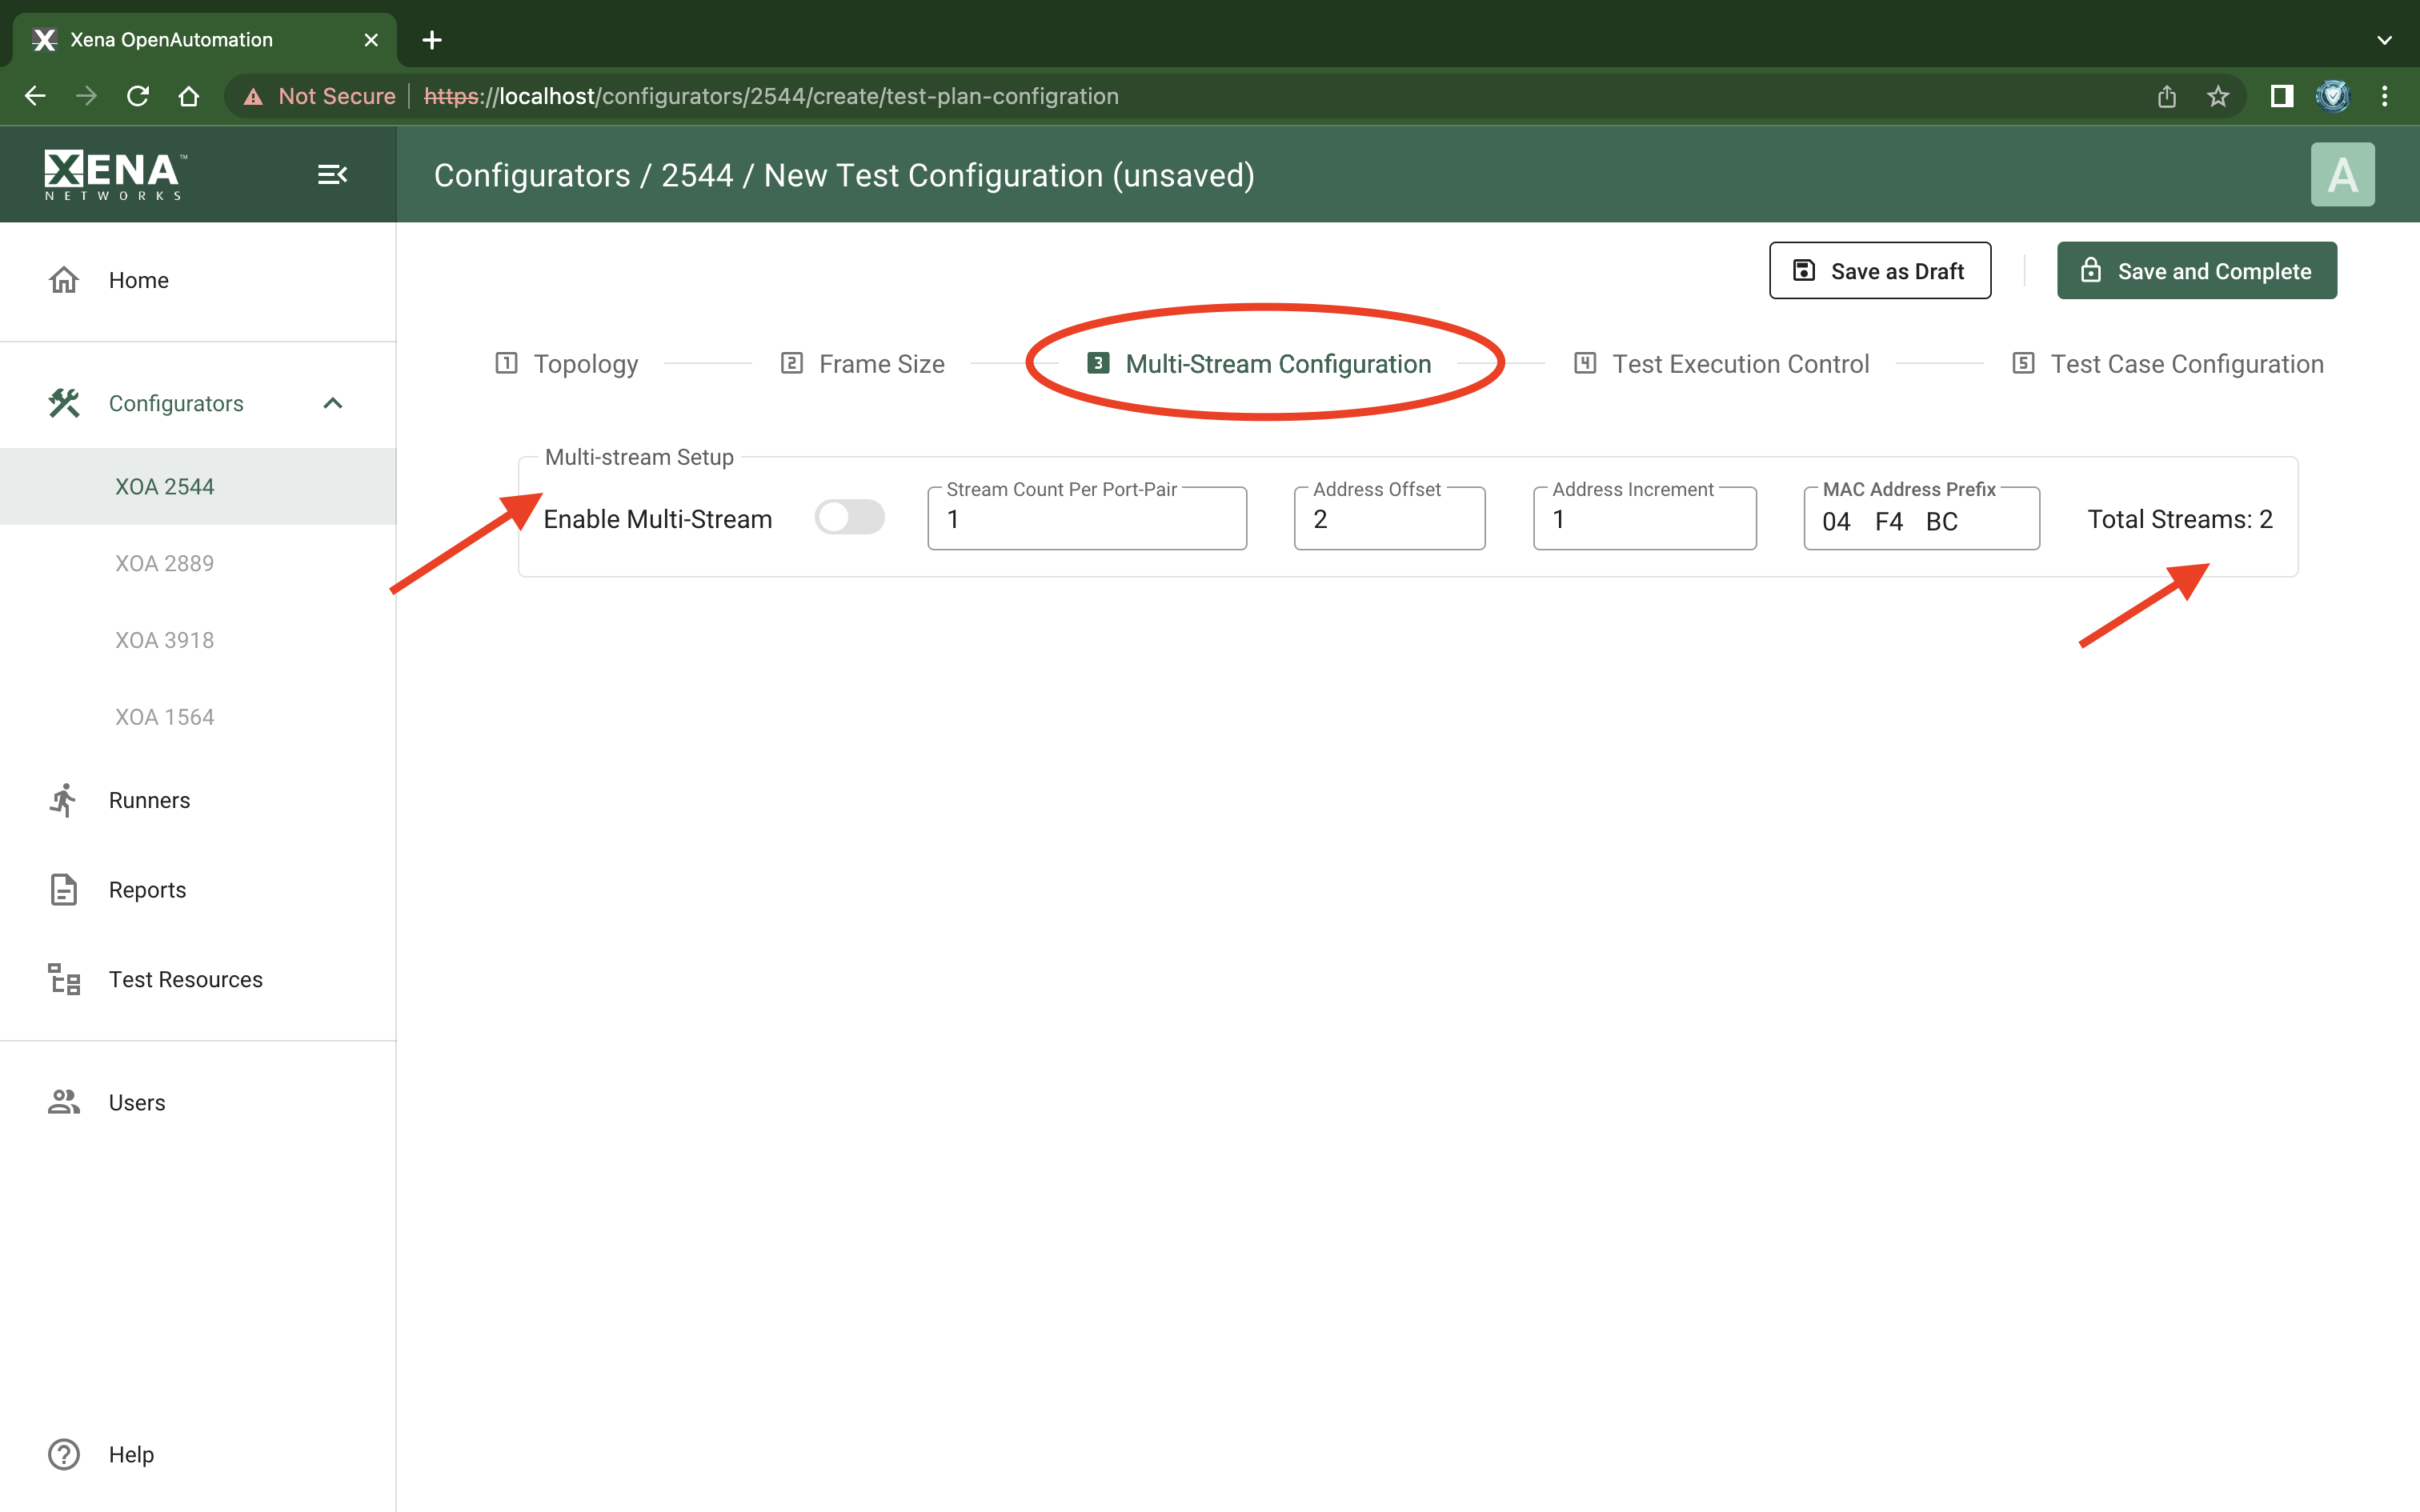 Xena OpenAutomation
Not Secure https://localhost/configurators/2544/create/test-plan-configration
XENA™
NETWORKS
Configurators / 2544 / New Test Configuration (unsaved)
A
Home
Configurators
XOA 2544
XOA 2889
XOA 3918
XOA 1564
Runners
Reports
Test Resources
Users
Help
Save as Draft
Save and Complete
1 Topology
2 Frame Size
3 Multi-Stream Configuration
4 Test Execution Control
5 Test Case Configuration
Multi-stream Setup
Enable Multi-Stream
Stream Count Per Port-Pair
1
Address Offset
2
Address Increment
1
MAC Address Prefix
04 F4 BC
Total Streams: 2